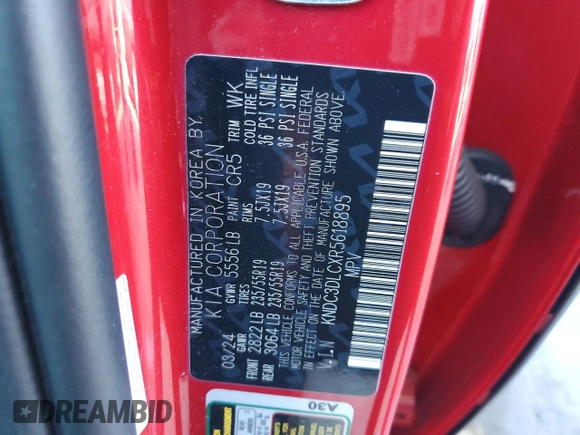 MANUFACTURED IN KOREA BY:
KIA CORPORATION
03/24 GVWR 5556 LB PAINT CR5 TRIM WK
GAWR TIRES RIMS COLD TIRE INFL
FRONT 2822 LB 235/55R19 7.5JX19 36 PSI SINGLE
REAR 3064 LB 235/55R19 7.5JX19 36 PSI SINGLE
THIS VEHICLE CONFORMS TO ALL APPLICABLE U.S.A. FEDERAL
MOTOR VEHICLE SAFETY AND THEFT PREVENTION STANDARDS
IN EFFECT ON THE DATE OF MANUFACTURE SHOWN ABOVE.
V.I.N KNDC3DLCXR5618895
MPV
A30
DREAMBID